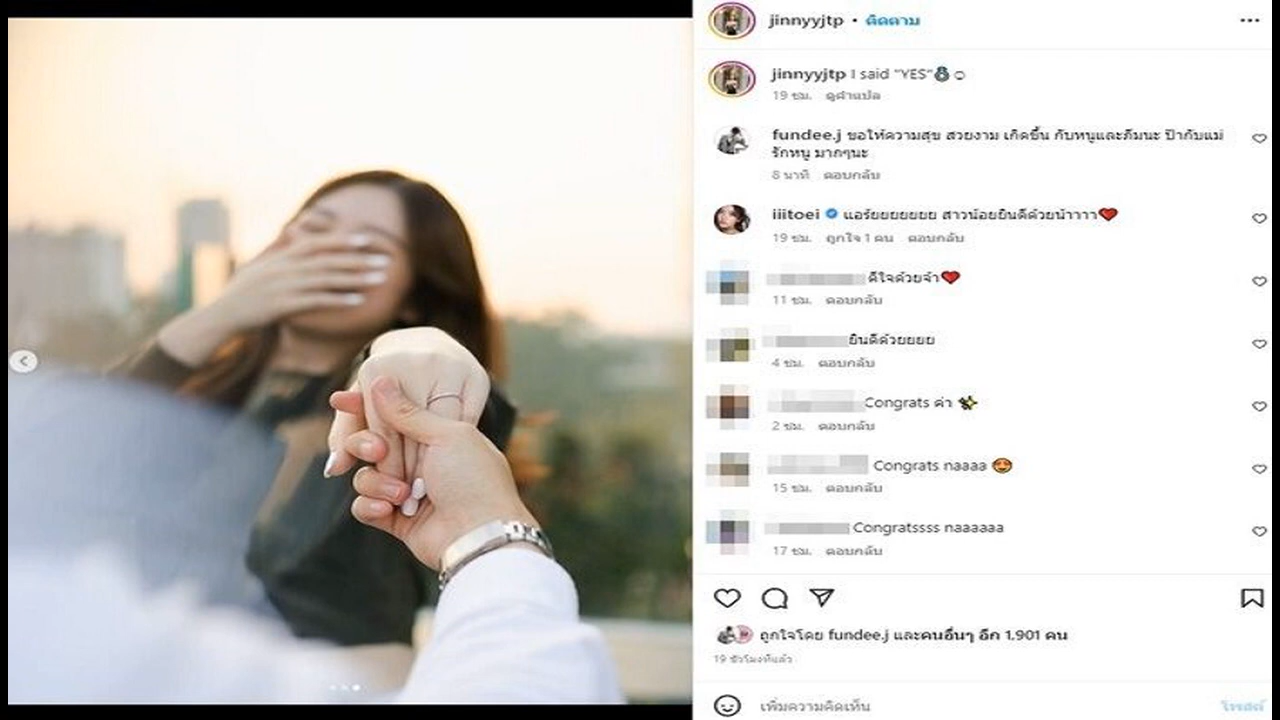 jinnyyjtp • ติดตาม
jinnyyjtp I said "YES"
19 ชม. ดูคำแปล
fundee.j ขอให้ความสุข สวยงาม เกิดขึ้น กับหนูและภีมนะ ป๊ากับแม่
รักหนู มากๆนะ
8 นาที ตอบกลับ
iiitoei แอร๊ยยยยยยยย สาวน้อยยินดีด้วยน้าาาา❤️
19 ชม. ถูกใจ 1 คน ตอบกลับ
ดีใจด้วยจ้า❤️
11 ชม. ตอบกลับ
ยินดีด้วยยยย
4 ชม. ตอบกลับ
Congrats ค่า ✨
2 ชม. ตอบกลับ
Congrats naaaa 😍
15 ชม. ตอบกลับ
Congratssss naaaaaa
17 ชม. ตอบกลับ
ถูกใจโดย fundee.j และคนอื่นๆ อีก 1,901 คน
19 ชั่วโมงที่แล้ว
เพิ่มความคิดเห็น
โพสต์